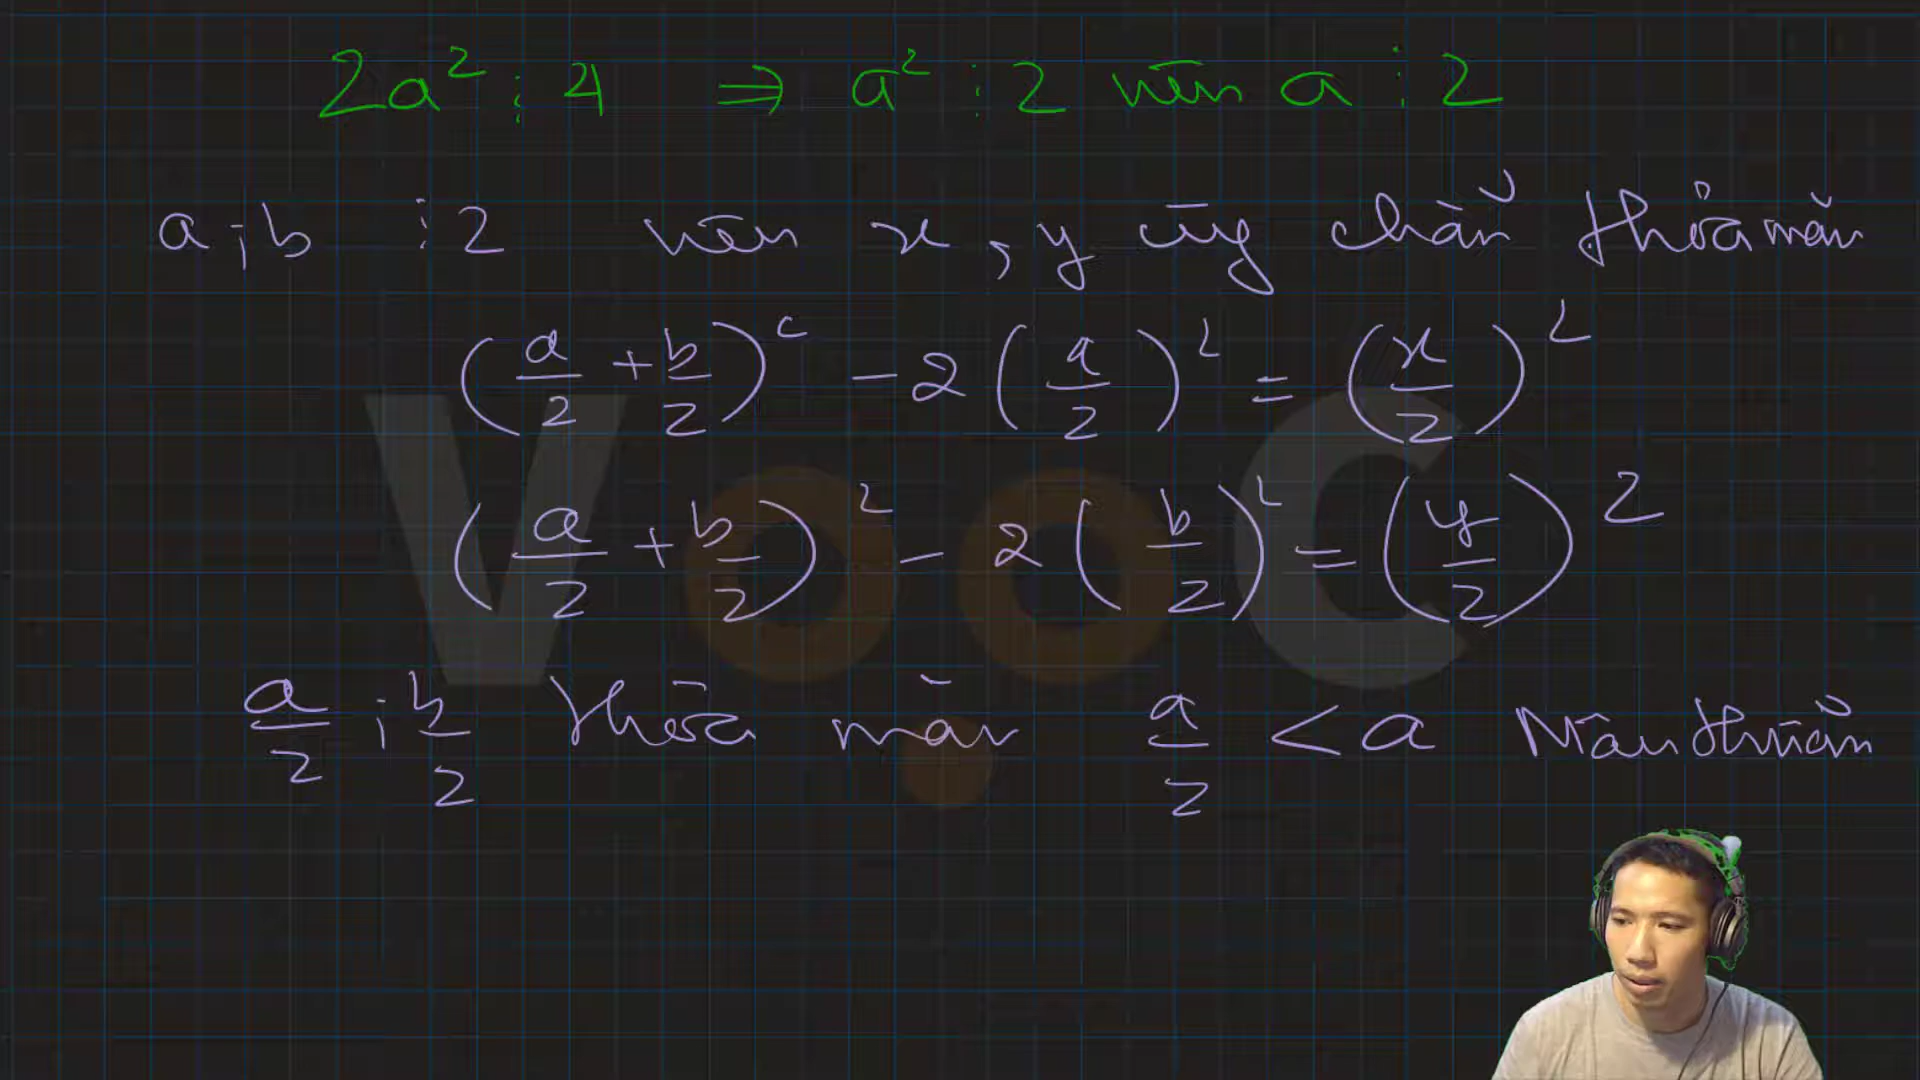 2a² ⋮ 4 ⇒ a² ⋮ 2 nên a ⋮ 2
a ; b ⋮ 2 nên x , y cũng chẵn thỏa mãn
(a/2 + b/2)² - 2(a/2)² = (x/2)²
(a/2 + b/2)² - 2(b/2)² = (y/2)²
a/2 ; b/2 thỏa mãn a/2 < a Mâu thuẫn
VOOC